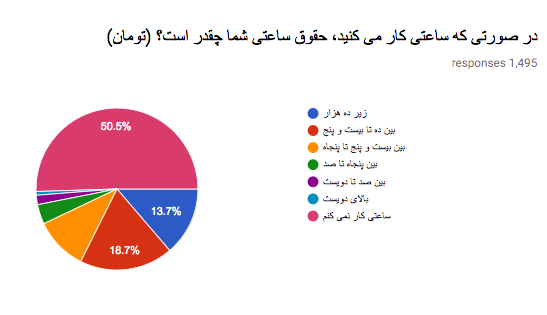 در صورتی که ساعتی کار می کنید، حقوق ساعتی شما چقدر است؟ (تومان)
1,495 responses
زیر ده هزار
بین ده تا بیست و پنج
بین بیست و پنج تا پنجاه
بین پنجاه تا صد
بین صد تا دویست
بالای دویست
ساعتی کار نمی کنم
50.5%
13.7%
18.7%